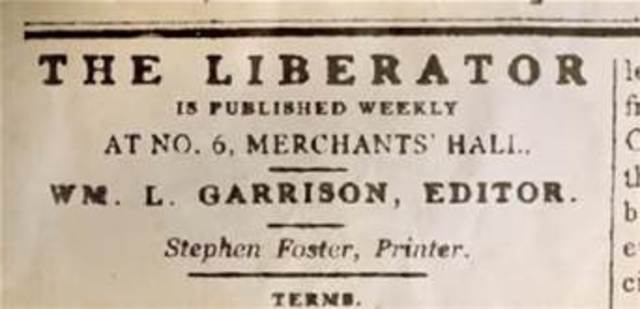 THE LIBERATOR
IS PUBLISHED WEEKLY
AT NO. 6, MERCHANTS' HALL.
WM. L. GARRISON, EDITOR.
Stephen Foster, Printer.
TERMS.